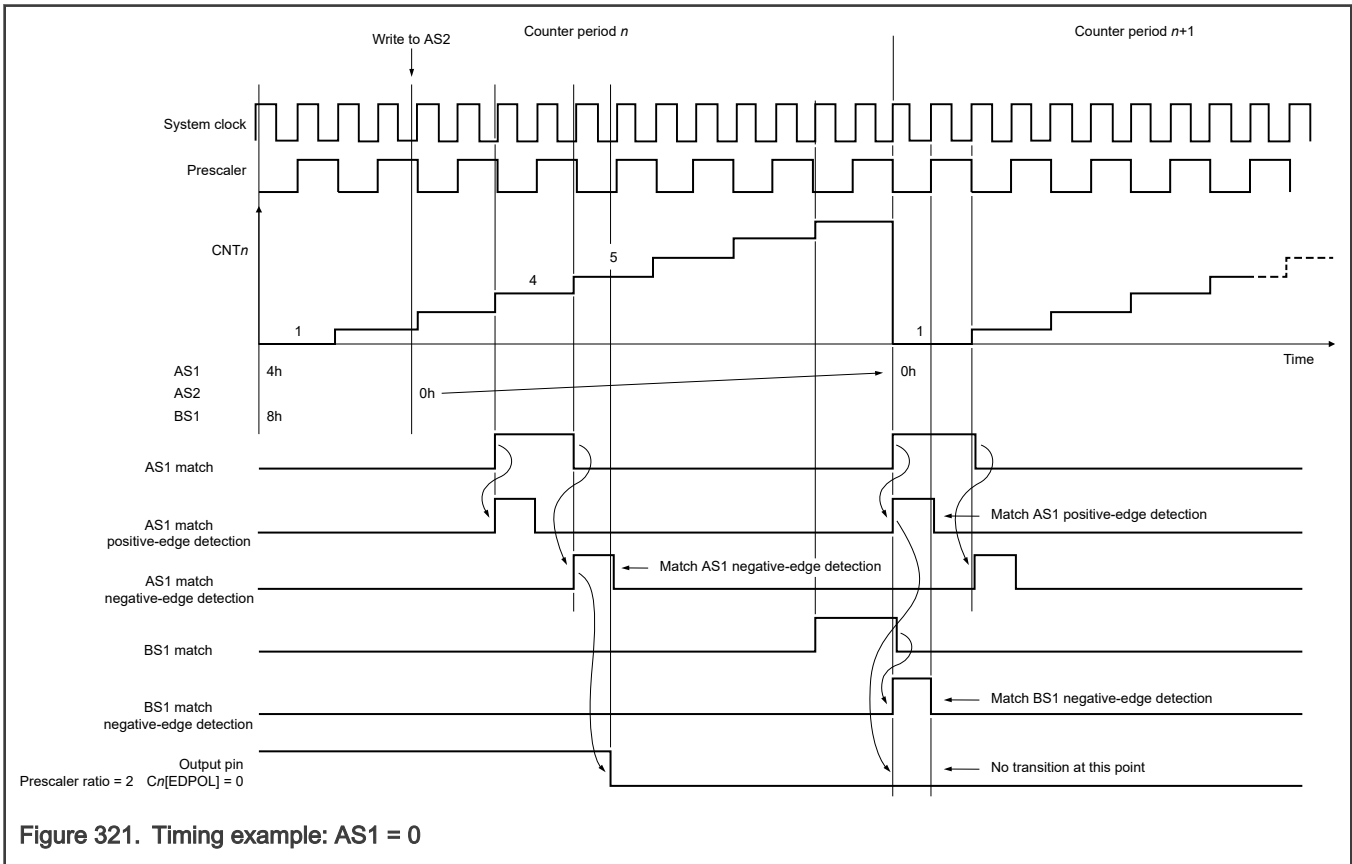 Write to AS2
Counter period n
Counter period n+1
System clock
Prescaler
CNTn
1
4
5
1
Time
AS1
4h
0h
AS2
0h
BS1
8h
AS1 match
AS1 match
positive-edge detection
Match AS1 positive-edge detection
AS1 match
negative-edge detection
Match AS1 negative-edge detection
BS1 match
BS1 match
negative-edge detection
Match BS1 negative-edge detection
Output pin
Prescaler ratio = 2 Cn[EDPOL] = 0
No transition at this point
Figure 321. Timing example: AS1 = 0